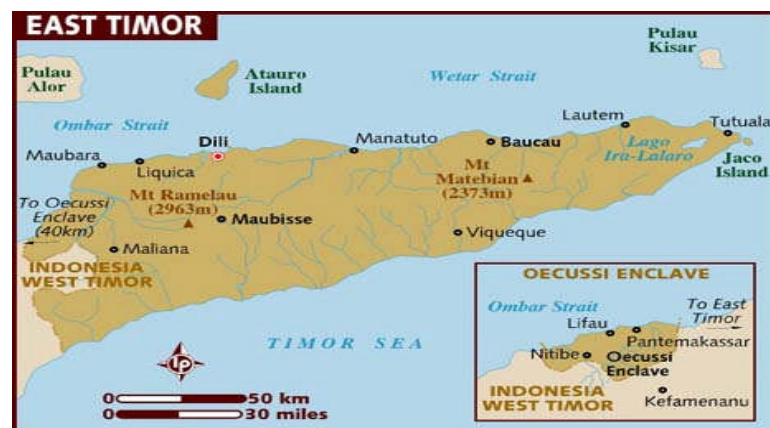 EAST TIMOR
Pulau
Kisar
Pulau
Alor
Atauro
Island
Wetar Strait
Ombar Strait
Dili
Manatuto
Baucau
Lautem
Tutuala
Maubara
Liquica
Lago
Ira-Lalaro
Jaco
Island
Mt
Matebian
(2373m)
Mt Ramelau
(2963m)
Maubisse
Viqueque
To Oecussi
Enclave
(40km)
Maliana
INDONESIA
WEST TIMOR
TIMOR SEA
lp
0 50 km
0 30 miles
OECUSSI ENCLAVE
Ombar Strait
To East
Timor
Lifau
Pantemakassar
Nitibe
Oecussi
Enclave
INDONESIA
WEST TIMOR
Kefamenanu